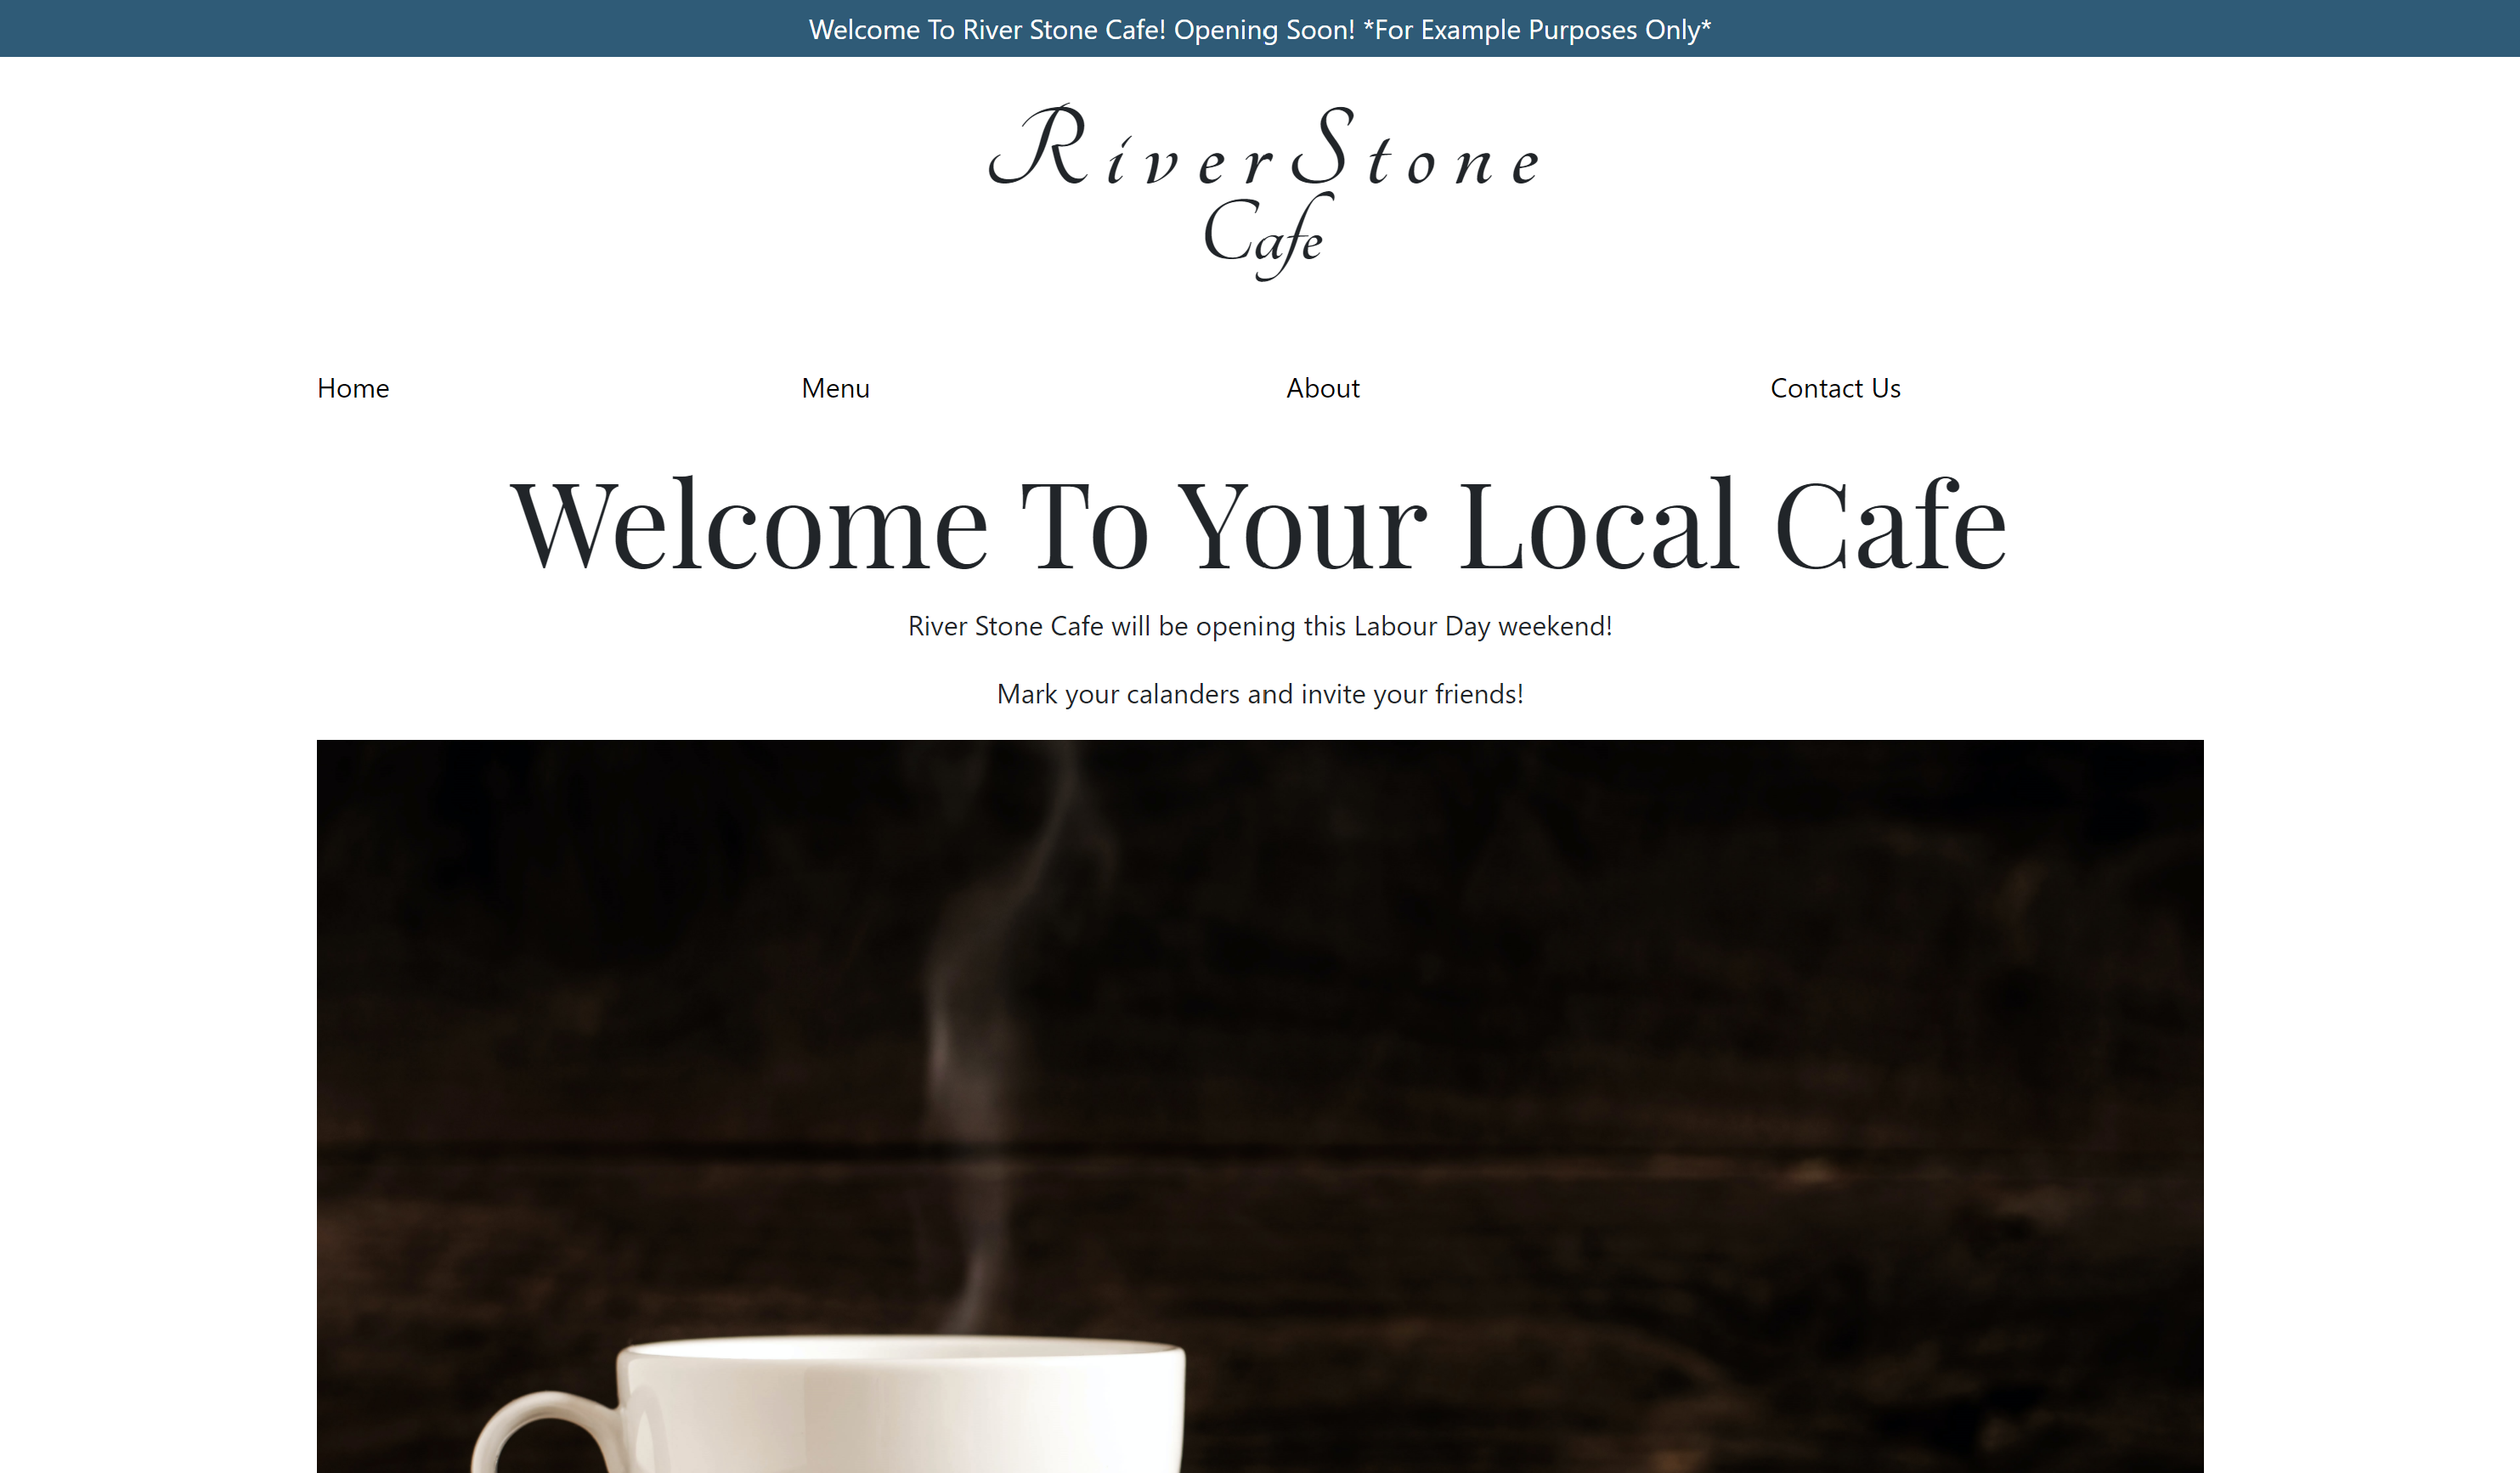 Welcome To River Stone Cafe! Opening Soon! *For Example Purposes Only*
River Stone
Cafe
Home Menu About Contact Us
Welcome To Your Local Cafe
River Stone Cafe will be opening this Labour Day weekend!
Mark your calanders and invite your friends!